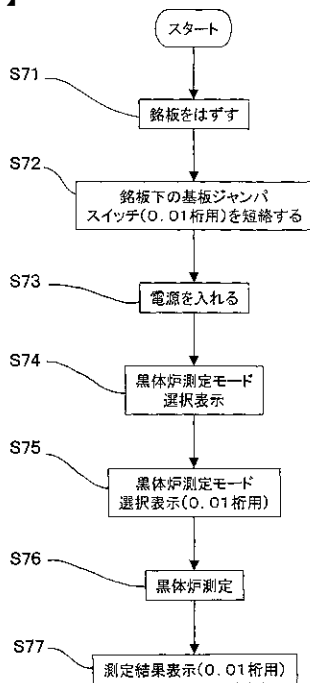 】
スタート
S71
銘板をはずす
S72
銘板下の基板ジャンパ
スイッチ(0.01桁用)を短絡する
S73
電源を入れる
S74
黒体炉測定モード
選択表示
S75
黒体炉測定モード
選択表示(0.01桁用)
S76
黒体炉測定
S77
測定結果表示(0.01桁用)